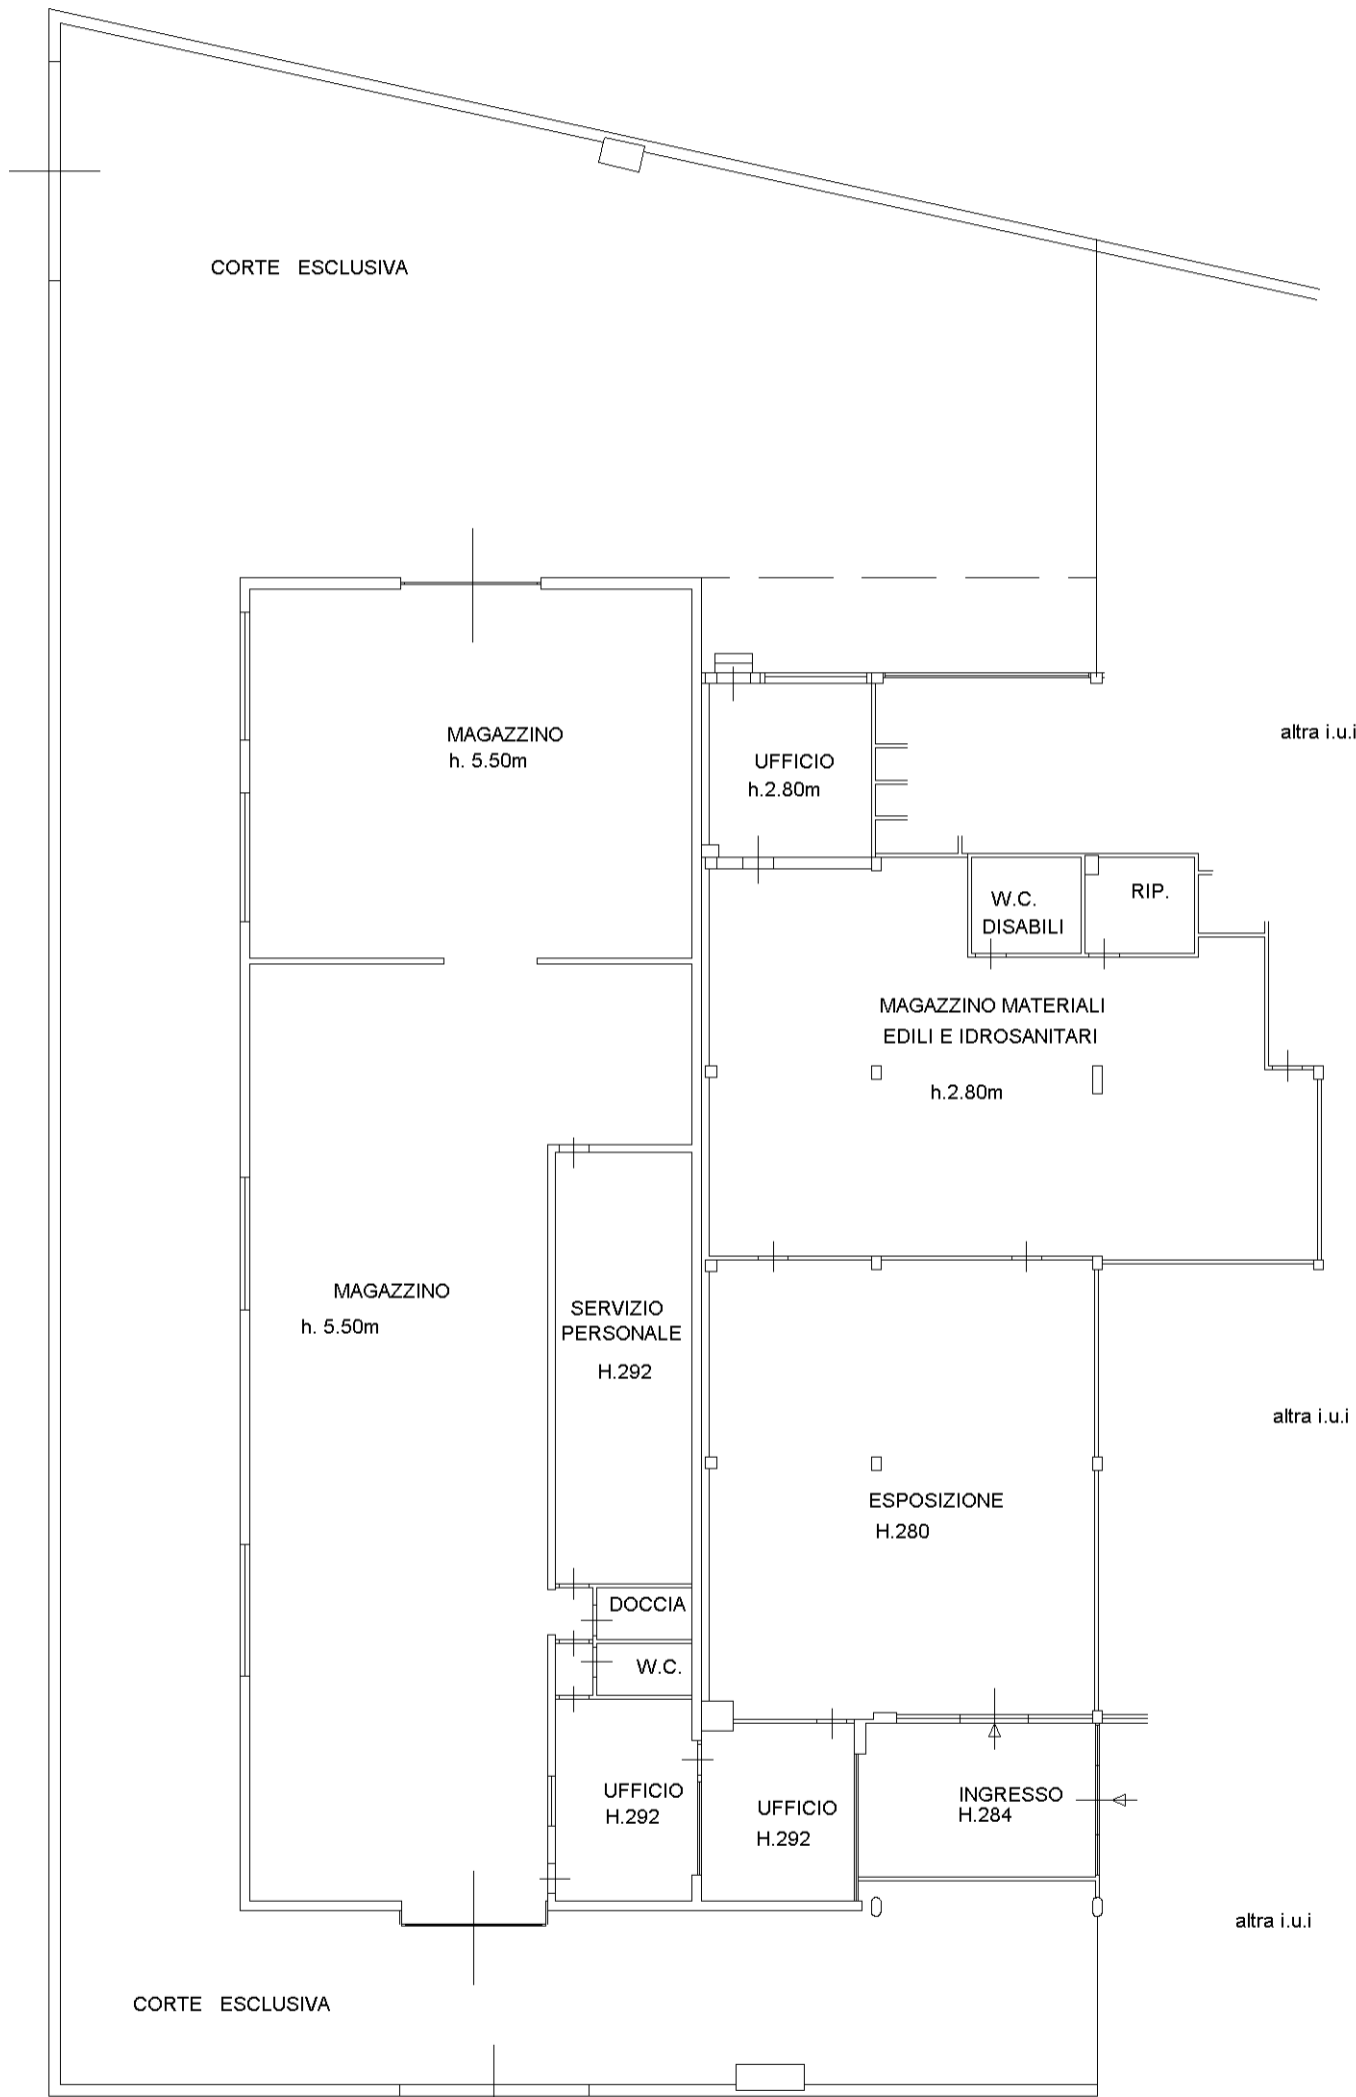 CORTE ESCLUSIVA
MAGAZZINO
h. 5.50m
UFFICIO
h.2.80m
altra i.u.i
W.C.
DISABILI
RIP.
MAGAZZINO MATERIALI
EDILI E IDROSANITARI
h.2.80m
MAGAZZINO
h. 5.50m
SERVIZIO
PERSONALE
H.292
altra i.u.i
ESPOSIZIONE
H.280
DOCCIA
W.C.
UFFICIO
H.292
UFFICIO
H.292
INGRESSO
H.284
altra i.u.i
CORTE ESCLUSIVA